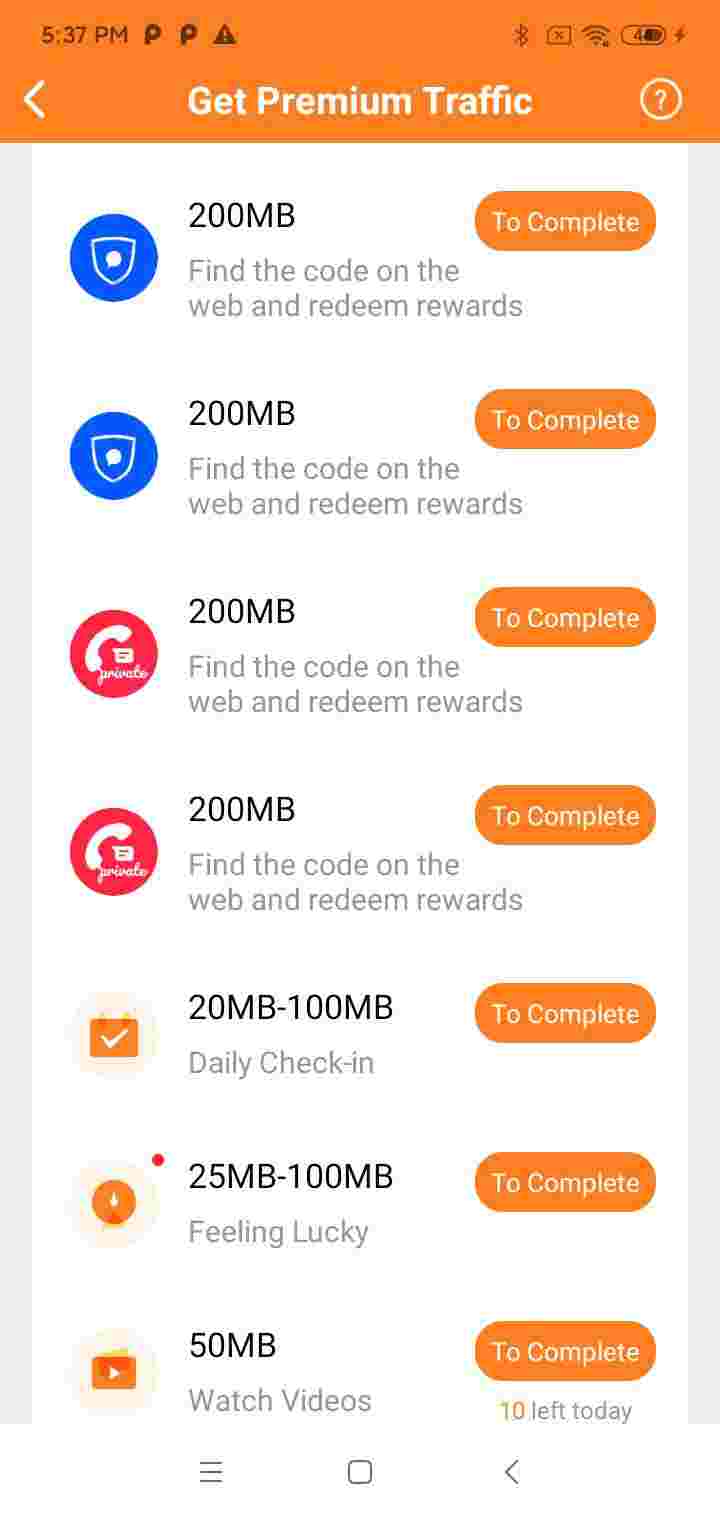 5:37 PM
Get Premium Traffic
200MB
To Complete
Find the code on the
web and redeem rewards
200MB
To Complete
Find the code on the
web and redeem rewards
200MB
To Complete
private
Find the code on the
web and redeem rewards
200MB
To Complete
private
Find the code on the
web and redeem rewards
20MB-100MB
To Complete
Daily Check-in
25MB-100MB
To Complete
Feeling Lucky
50MB
To Complete
Watch Videos
10 left today